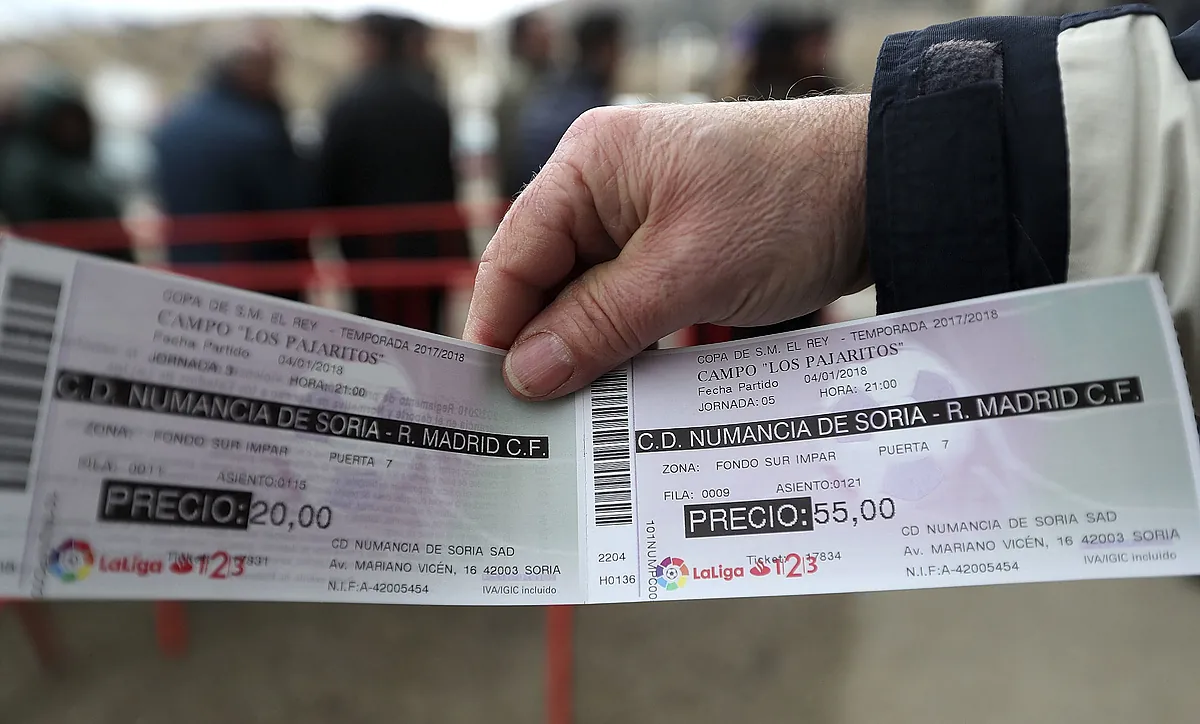 COPA DE S.M. EL REY - TEMPORADA 2017/2018
CAMPO "LOS PAJARITOS"
Fecha Partido 04/01/2018
HORA: 21:00
C.D. NUMANCIA DE SORIA - R. MADRID C.F.
ZONA: FONDO SUR IMPAR PUERTA 7
ASIENTO:0115
PRECIO: 20,00
CD NUMANCIA DE SORIA SAD
Av. MARIANO VICÉN, 16 42003 SORIA
N.I.F:A-42005454 IVA/IGIC incluido
LaLiga 123
COPA DE S.M. EL REY - TEMPORADA 2017/2018
CAMPO "LOS PAJARITOS"
Fecha Partido 04/01/2018
JORNADA: 05 HORA: 21:00
C.D. NUMANCIA DE SORIA - R. MADRID C.F.
ZONA: FONDO SUR IMPAR PUERTA 7
FILA: 0009 ASIENTO:0121
PRECIO: 55,00
CD NUMANCIA DE SORIA SAD
Av. MARIANO VICÉN, 16 42003 SORIA
N.I.F:A-42005454 IVA/IGIC incluido
LaLiga 123
2204
H0136
101NUMPC00